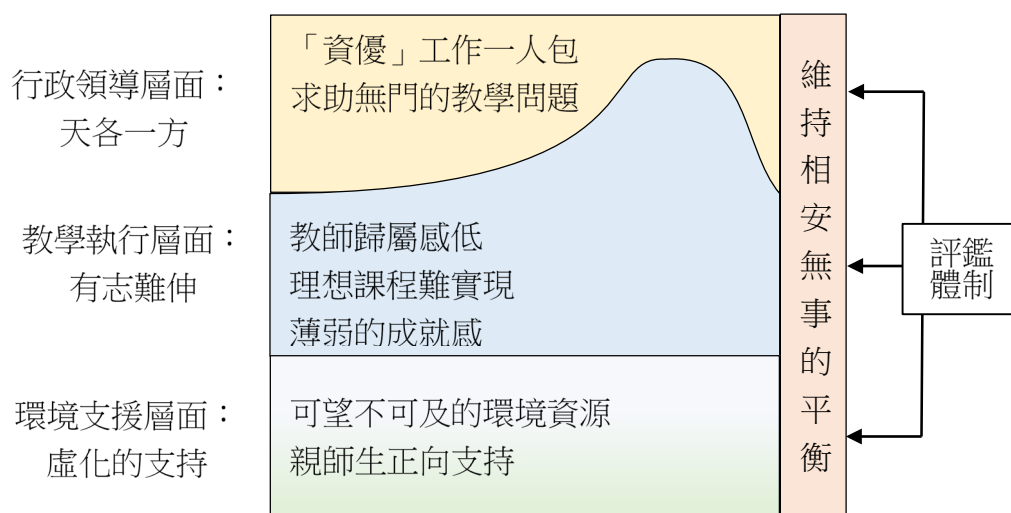 行政領導層面：
天各一方
「資優」工作一人包
求助無門的教學問題
教學執行層面：
有志難伸
教師歸屬感低
理想課程難實現
薄弱的成就感
環境支援層面：
虛化的支持
可望不可及的環境資源
親師生正向支持
維持相安無事的平衡
評鑑
體制